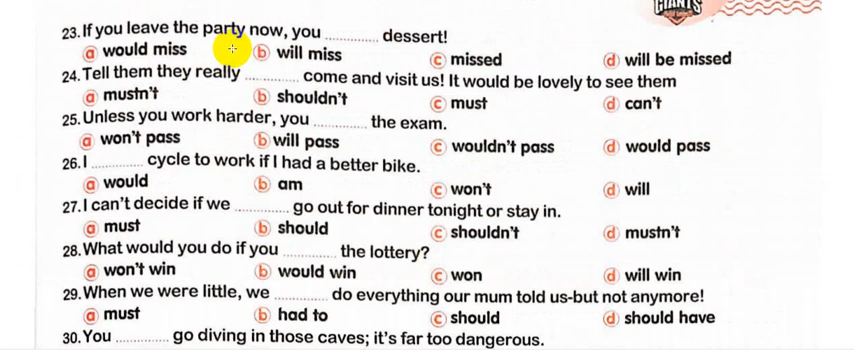 GIANTS
23. If you leave the party now, you ............ dessert!
ⓐ would miss ⓑ will miss ⓒ missed ⓓ will be missed
24. Tell them they really ............ come and visit us! It would be lovely to see them
ⓐ mustn't ⓑ shouldn't ⓒ must ⓓ can't
25. Unless you work harder, you ............ the exam.
ⓐ won't pass ⓑ will pass ⓒ wouldn't pass ⓓ would pass
26. I ............ cycle to work if I had a better bike.
ⓐ would ⓑ am ⓒ won't ⓓ will
27. I can't decide if we ............ go out for dinner tonight or stay in.
ⓐ must ⓑ should ⓒ shouldn't ⓓ mustn't
28. What would you do if you ............ the lottery?
ⓐ won't win ⓑ would win ⓒ won ⓓ will win
29. When we were little, we ............ do everything our mum told us-but not anymore!
ⓐ must ⓑ had to ⓒ should ⓓ should have
30. You ............ go diving in those caves; it's far too dangerous.